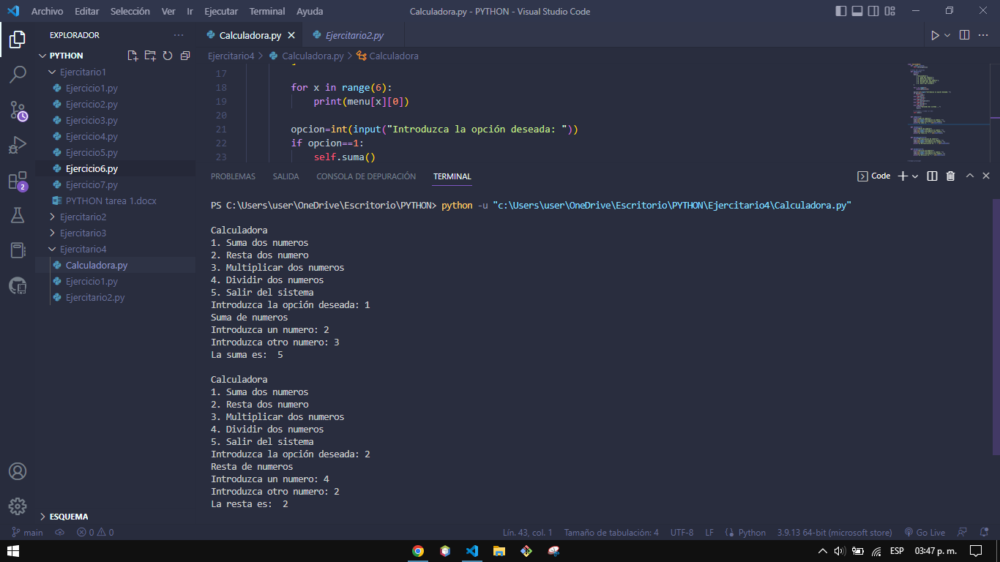 Archivo Editar Selección Ver Ir Ejecutar Terminal Ayuda Calculadora.py - PYTHON - Visual Studio Code
EXPLORADOR
PYTHON
Ejercitario1
Ejercicio1.py
Ejercicio2.py
Ejercicio3.py
Ejercicio4.py
Ejercicio5.py
Ejercicio6.py
Ejercicio7.py
PYTHON tarea 1.docx
Ejercitario2
Ejercitario3
Ejercitario4
Calculadora.py
Ejercicio1.py
Ejercitario2.py
ESQUEMA
2
Calculadora.py Ejercitario2.py
Ejercitario4 > Calculadora.py > Calculadora
17
18 for x in range(6):
19 print(menu[x][0])
20
21 opcion=int(input("Introduzca la opción deseada: "))
22 if opcion==1:
23 self.suma()
PROBLEMAS SALIDA CONSOLA DE DEPURACIÓN TERMINAL Code
PS C:\Users\user\OneDrive\Escritorio\PYTHON> python -u "c:\Users\user\OneDrive\Escritorio\PYTHON\Ejercitario4\Calculadora.py"
Calculadora
1. Suma dos numeros
2. Resta dos numero
3. Multiplicar dos numeros
4. Dividir dos numeros
5. Salir del sistema
Introduzca la opción deseada: 1
Suma de numeros
Introduzca un numero: 2
Introduzca otro numero: 3
La suma es:  5
Calculadora
1. Suma dos numeros
2. Resta dos numero
3. Multiplicar dos numeros
4. Dividir dos numeros
5. Salir del sistema
Introduzca la opción deseada: 2
Resta de numeros
Introduzca un numero: 4
Introduzca otro numero: 2
La resta es:  2
main 0 0 Lín. 43, col. 1 Tamaño de tabulación: 4 UTF-8 LF Python 3.9.13 64-bit (microsoft store) Go Live
ESP 03:47 p. m.